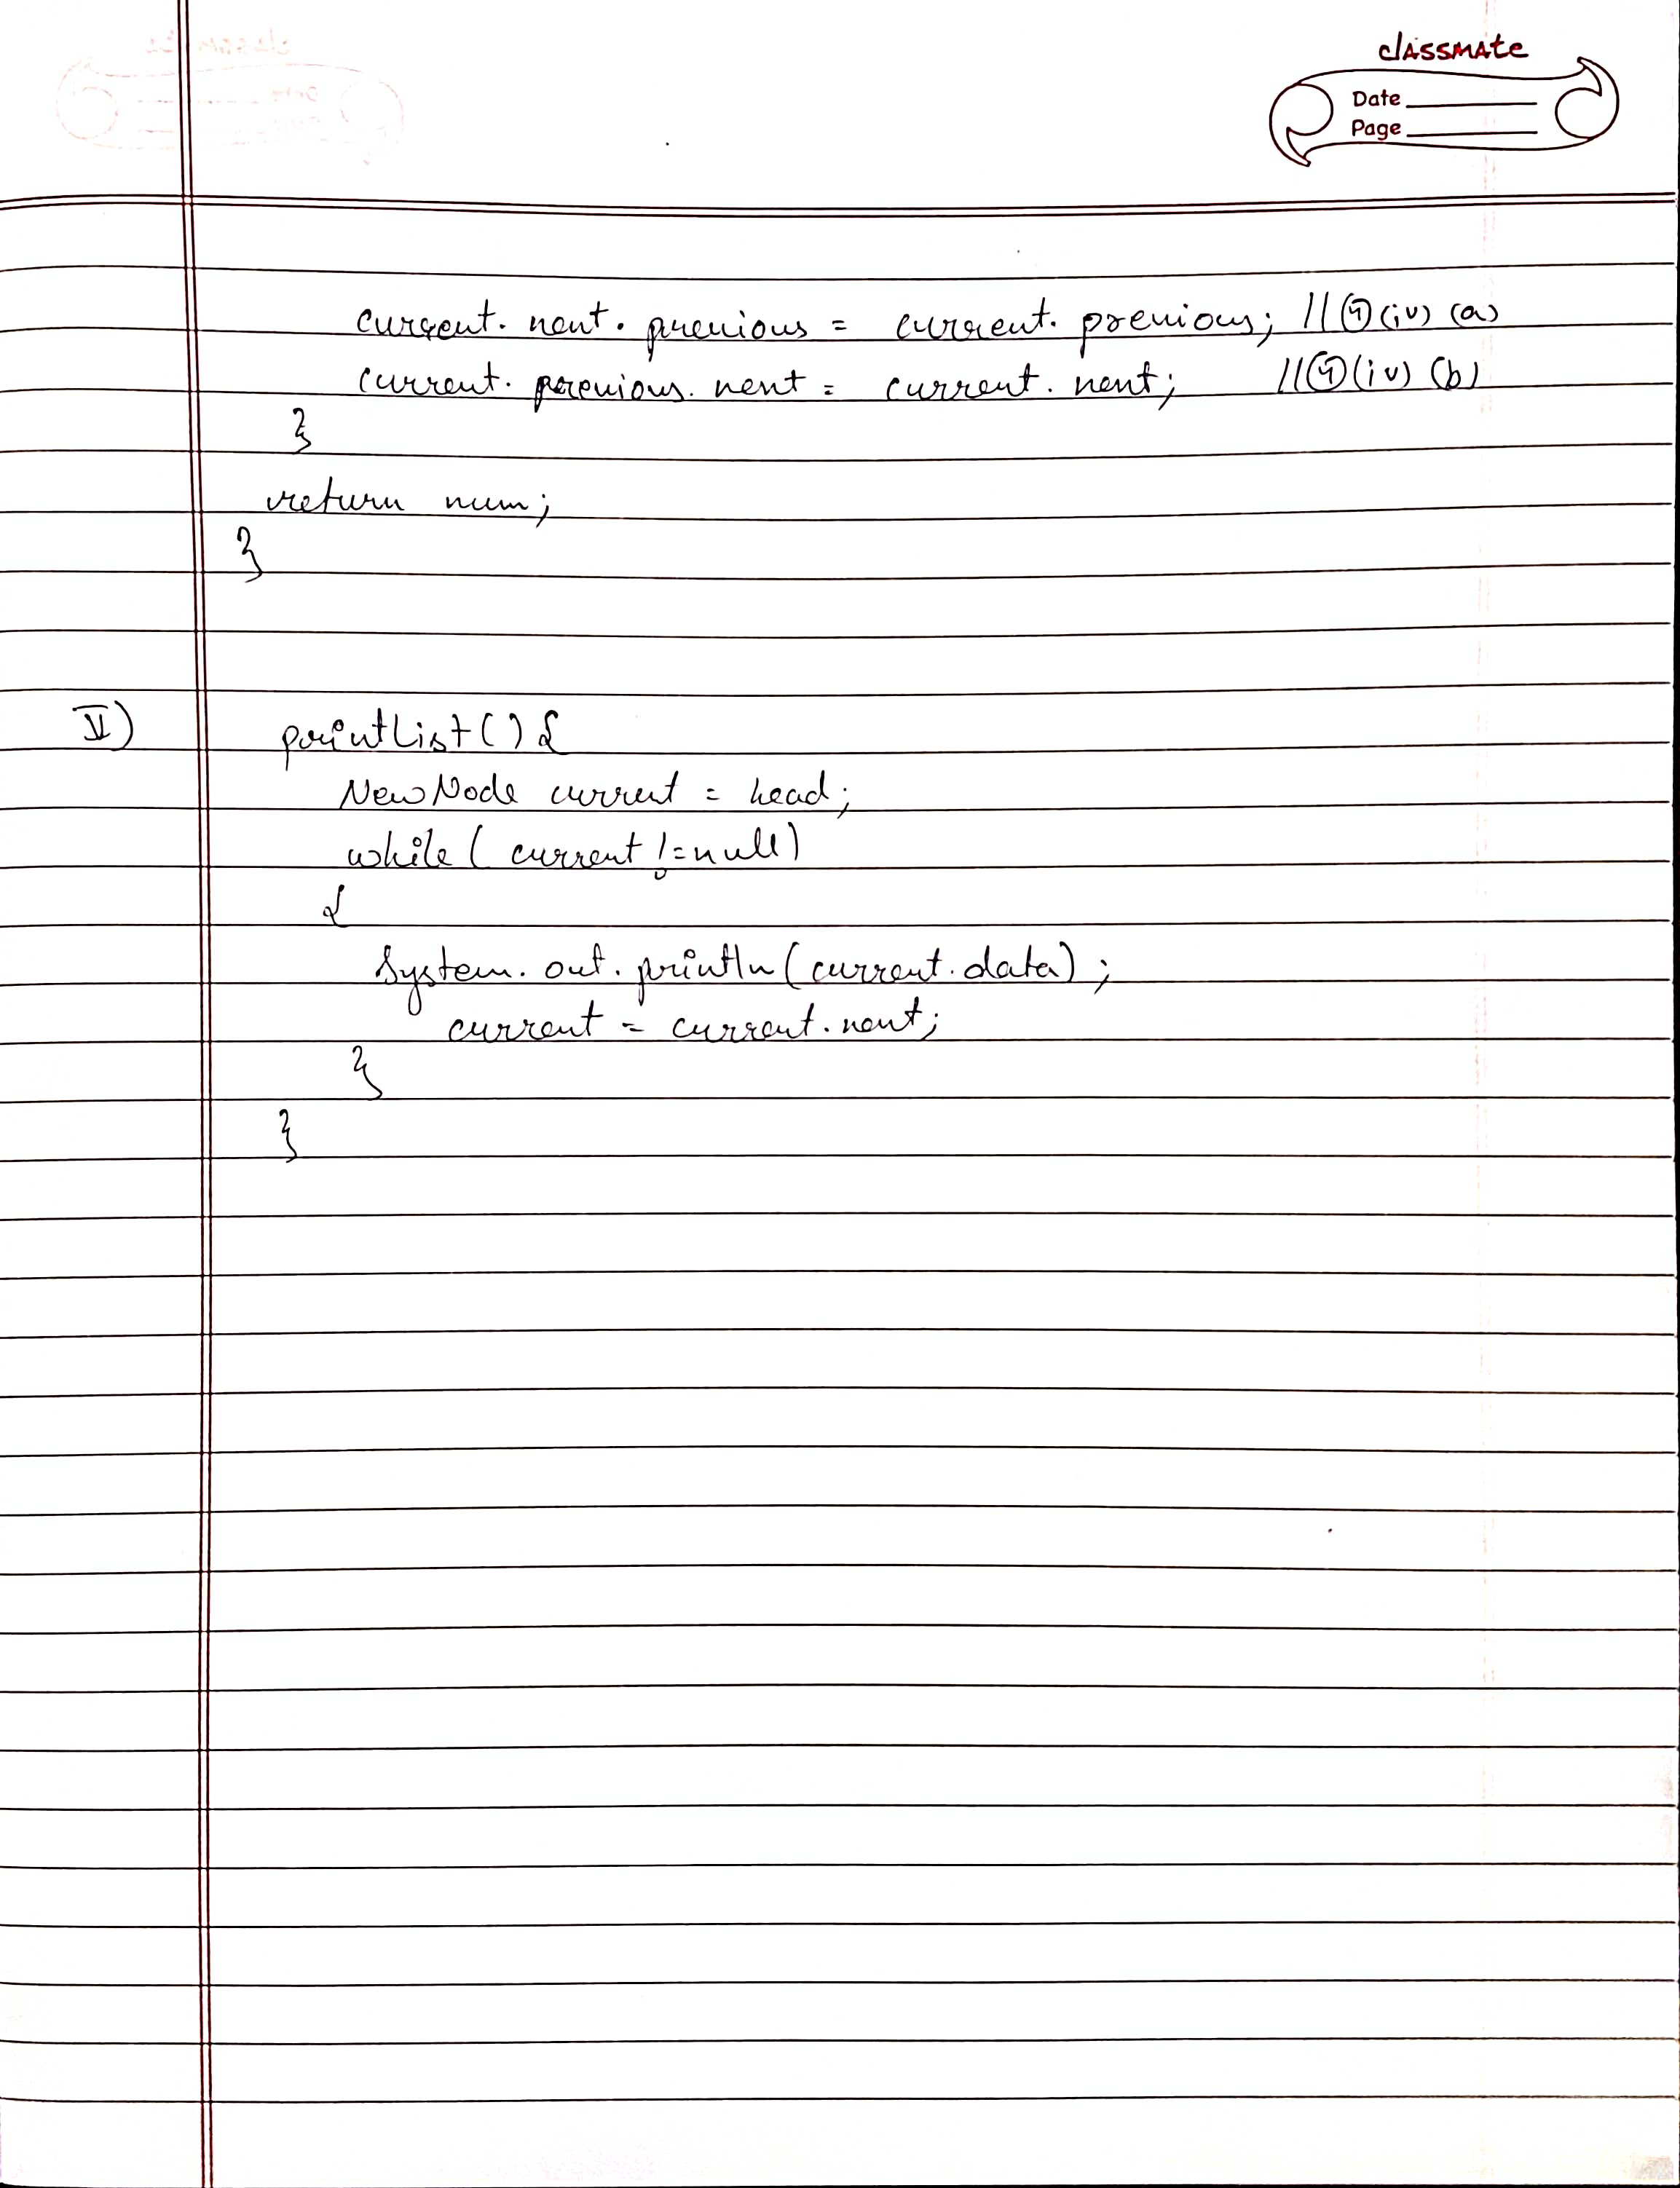 classmate
Date
Page
current.next.previous = current.previous; //④(iv) (a)
current.previous.next = current.next; //④(iv) (b)
}
return num;
}
V) printList(){
NewNode current = head;
while(current!=null)
{
System.out.println(current.data);
current = current.next;
}
}